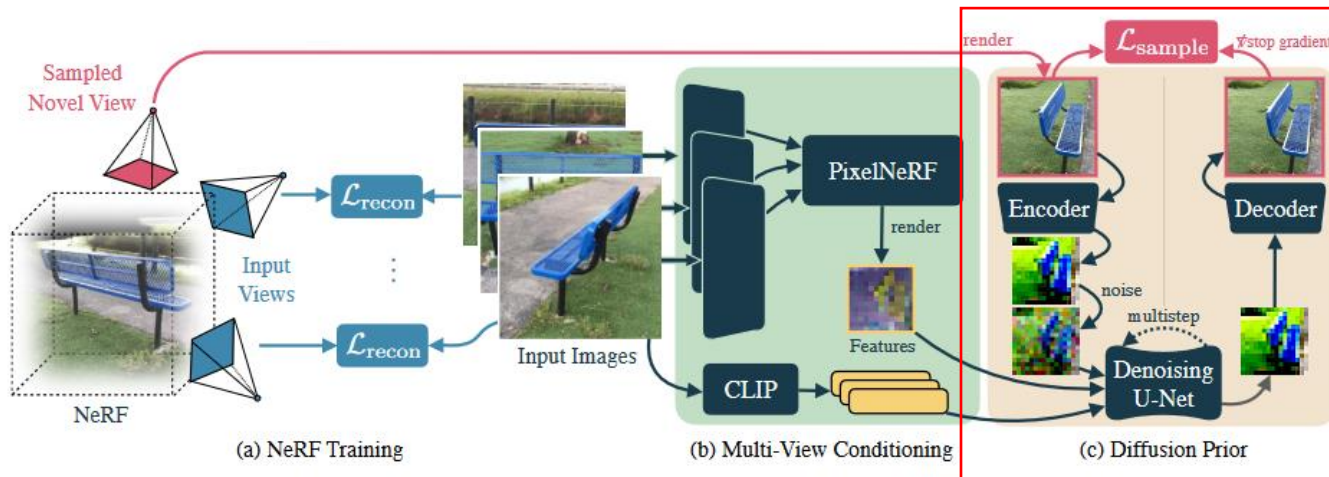 render
ℒsample
∇stop gradient
Sampled
Novel View
PixelNeRF
ℒrecon
Encoder
Decoder
render
Input
Views
noise
multistep
ℒrecon
Input Images
Features
Denoising
U-Net
CLIP
NeRF
(a) NeRF Training
(b) Multi-View Conditioning
(c) Diffusion Prior